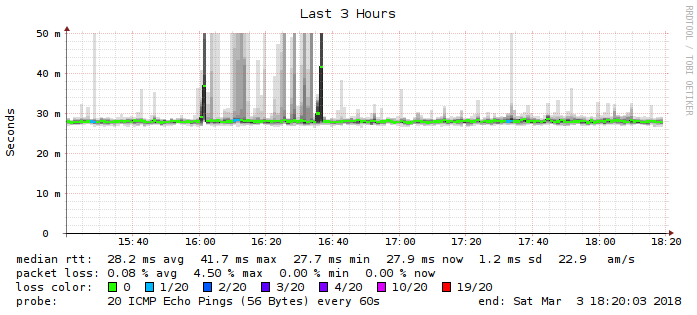 Last 3 Hours
RRDTOOL / TOBI OETIKER
Seconds
50 m
40 m
30 m
20 m
10 m
0
15:40 16:00 16:20 16:40 17:00 17:20 17:40 18:00 18:20
median rtt: 28.2 ms avg 41.7 ms max 27.7 ms min 27.9 ms now 1.2 ms sd 22.9 am/s
packet loss: 0.08 % avg 4.50 % max 0.00 % min 0.00 % now
loss color: 0 1/20 2/20 3/20 4/20 10/20 19/20
probe: 20 ICMP Echo Pings (56 Bytes) every 60s end: Sat Mar 3 18:20:03 2018